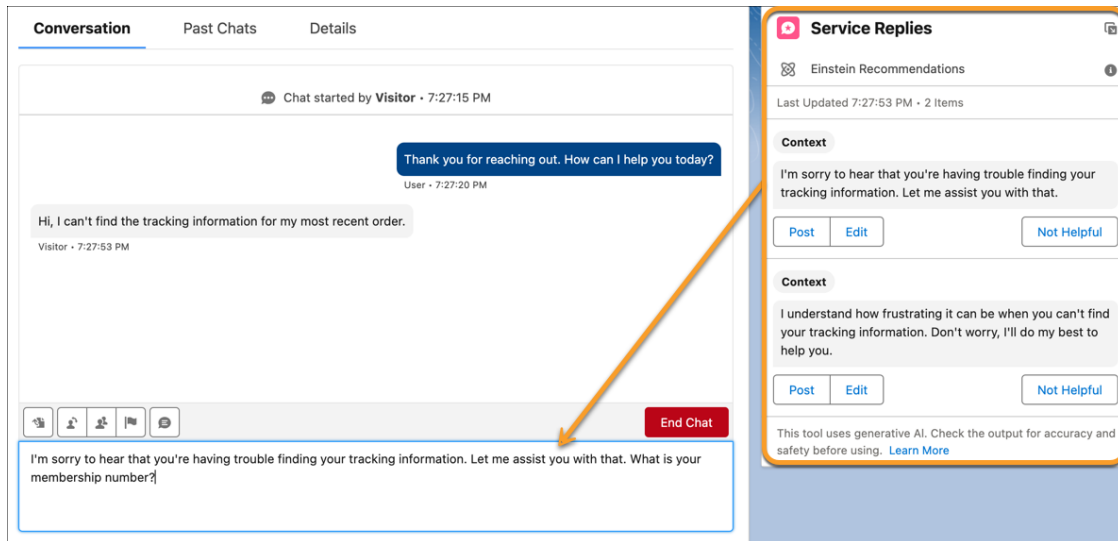 Conversation
Past Chats
Details
Chat started by Visitor • 7:27:15 PM
Thank you for reaching out. How can I help you today?
User • 7:27:20 PM
Hi, I can't find the tracking information for my most recent order.
Visitor • 7:27:53 PM
End Chat
I'm sorry to hear that you're having trouble finding your tracking information. Let me assist you with that. What is your
membership number?
Service Replies
Einstein Recommendations
Last Updated 7:27:53 PM • 2 Items
Context
I'm sorry to hear that you're having trouble finding your
tracking information. Let me assist you with that.
Post
Edit
Not Helpful
Context
I understand how frustrating it can be when you can't find
your tracking information. Don't worry, I'll do my best to
help you.
Post
Edit
Not Helpful
This tool uses generative AI. Check the output for accuracy and
safety before using. Learn More